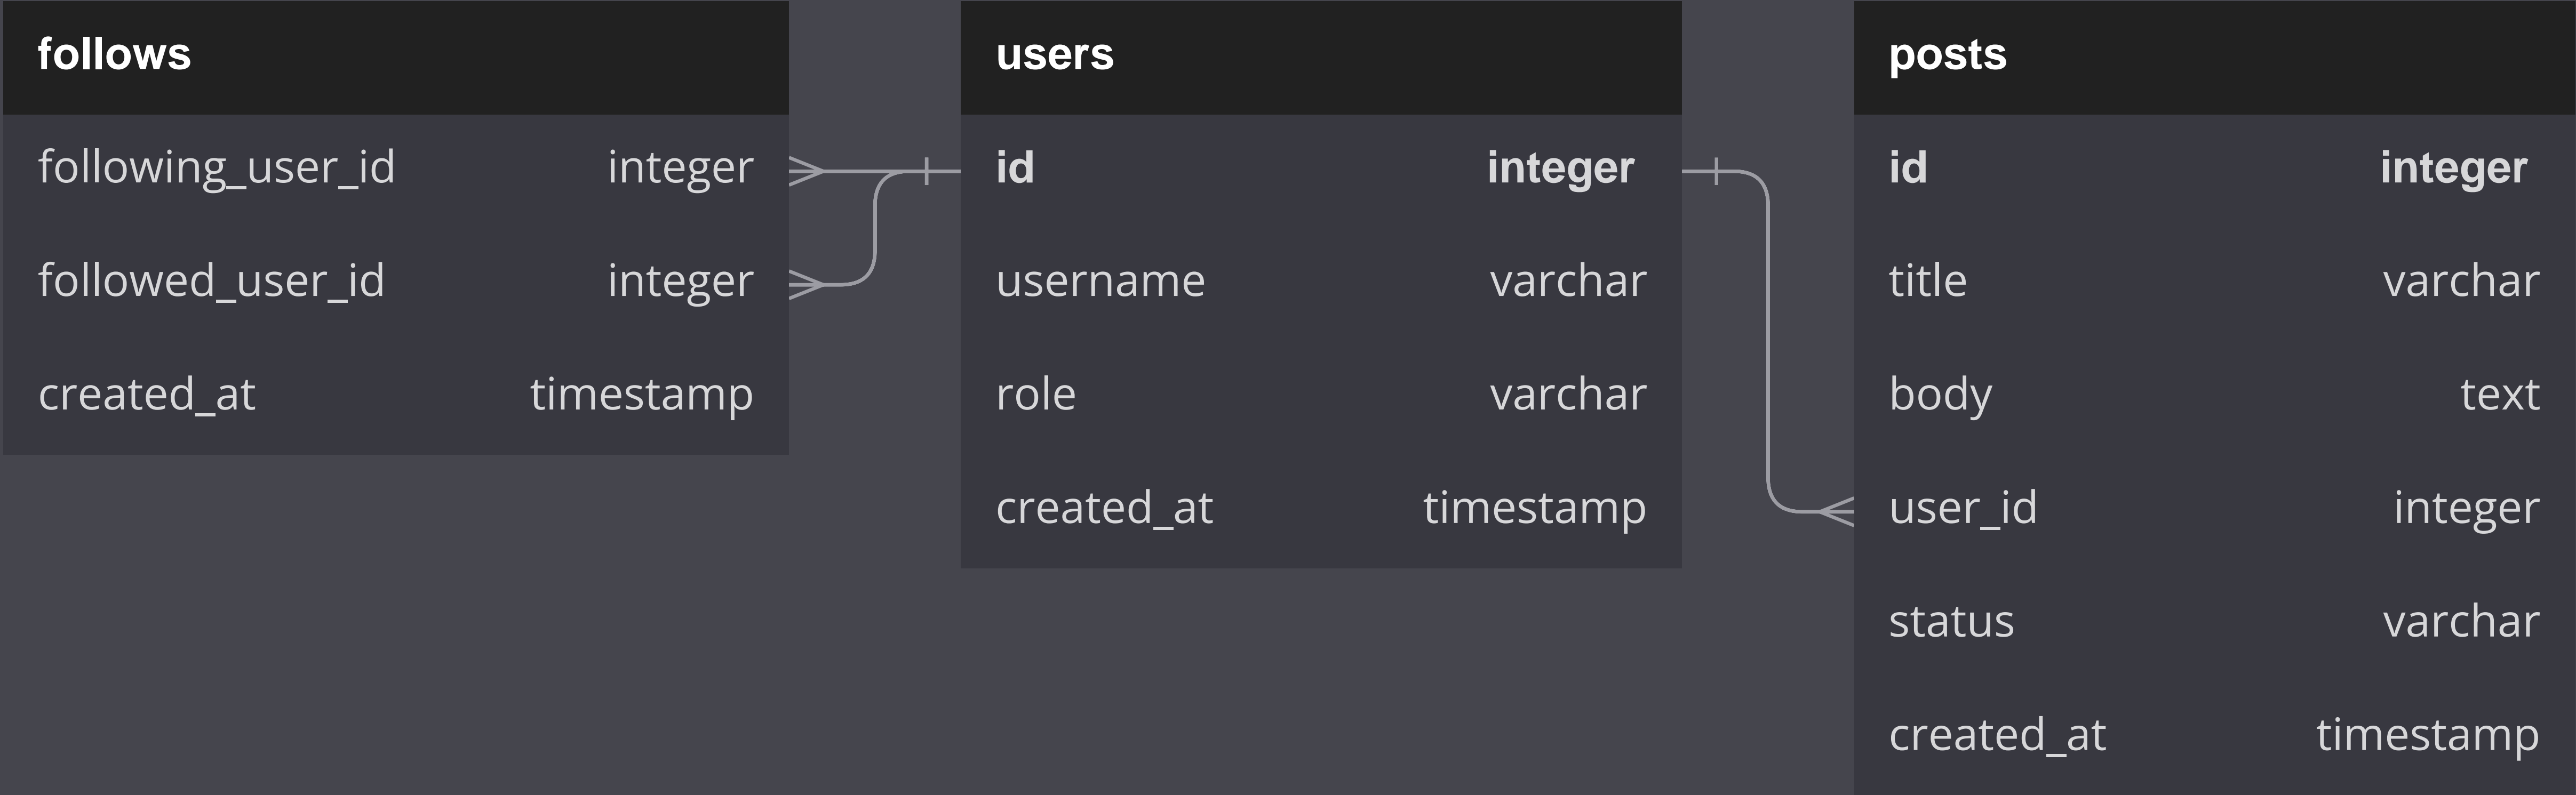 follows
following_user_id integer
followed_user_id integer
created_at timestamp
users
id integer
username varchar
role varchar
created_at timestamp
posts
id integer
title varchar
body text
user_id integer
status varchar
created_at timestamp